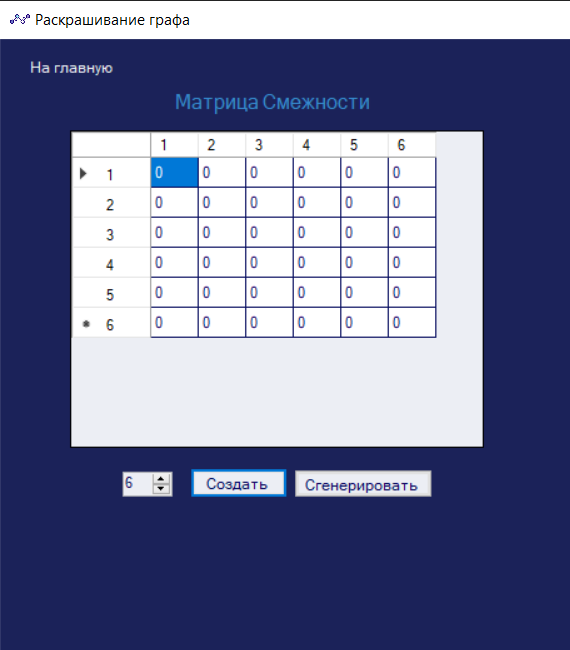 Раскрашивание графа
На главную
Матрица Смежности
1 2 3 4 5 6
1 0 0 0 0 0 0
2 0 0 0 0 0 0
3 0 0 0 0 0 0
4 0 0 0 0 0 0
5 0 0 0 0 0 0
6 0 0 0 0 0 0
6 Создать Сгенерировать